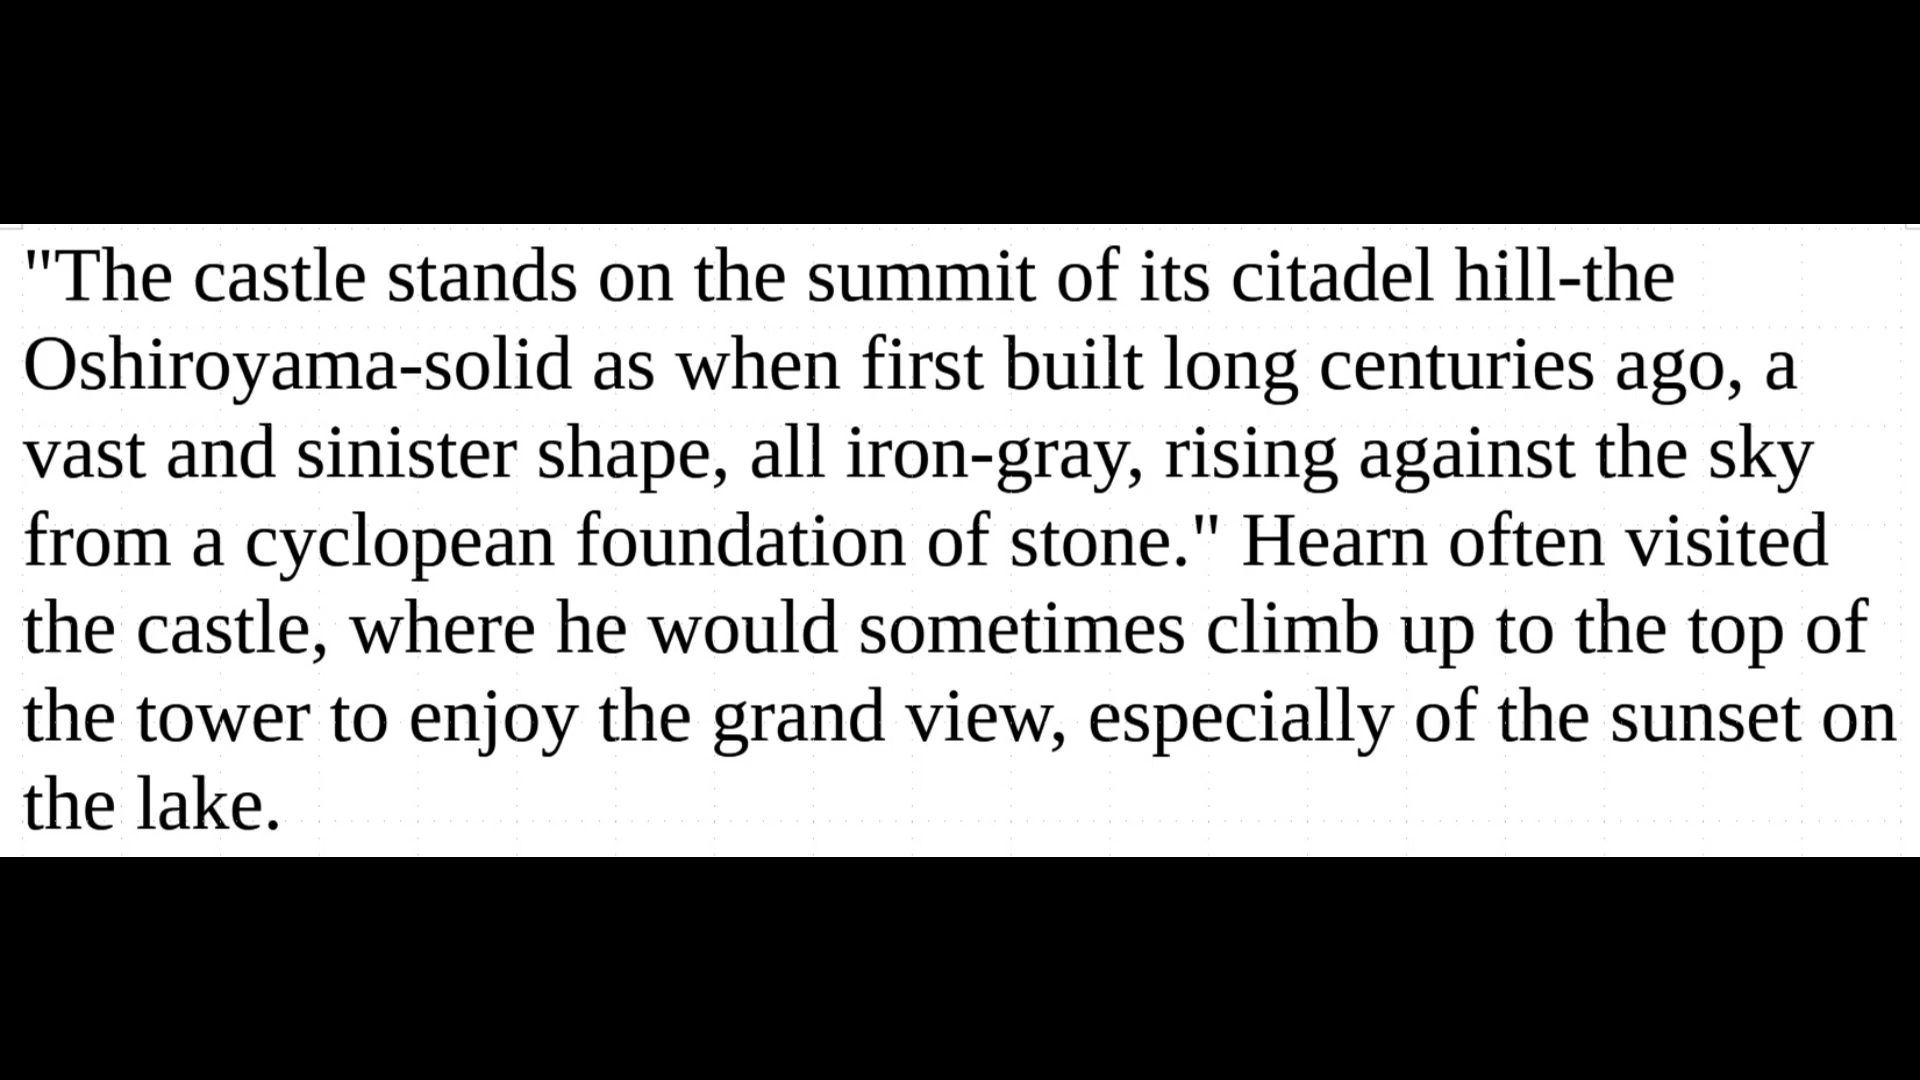 "The castle stands on the summit of its citadel hill-the
Oshiroyama-solid as when first built long centuries ago, a
vast and sinister shape, all iron-gray, rising against the sky
from a cyclopean foundation of stone." Hearn often visited
the castle, where he would sometimes climb up to the top of
the tower to enjoy the grand view, especially of the sunset on
the lake.